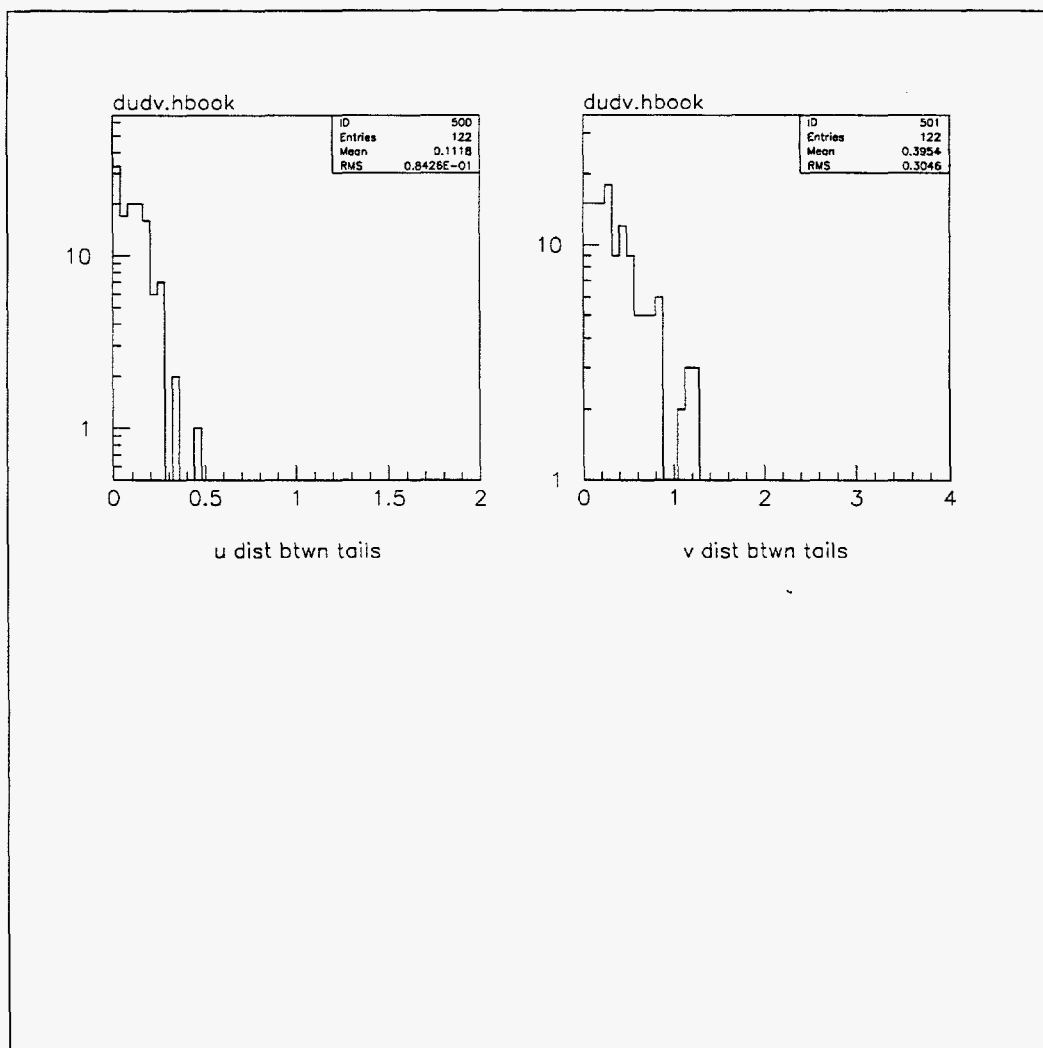 dudv.hbook
ID 500
Entries 122
Mean 0.1118
RMS 0.8426E-01
10
1
0 0.5 1 1.5 2
u dist btwn tails
dudv.hbook
ID 501
Entries 122
Mean 0.3954
RMS 0.3046
10
1
0 1 2 3 4
v dist btwn tails